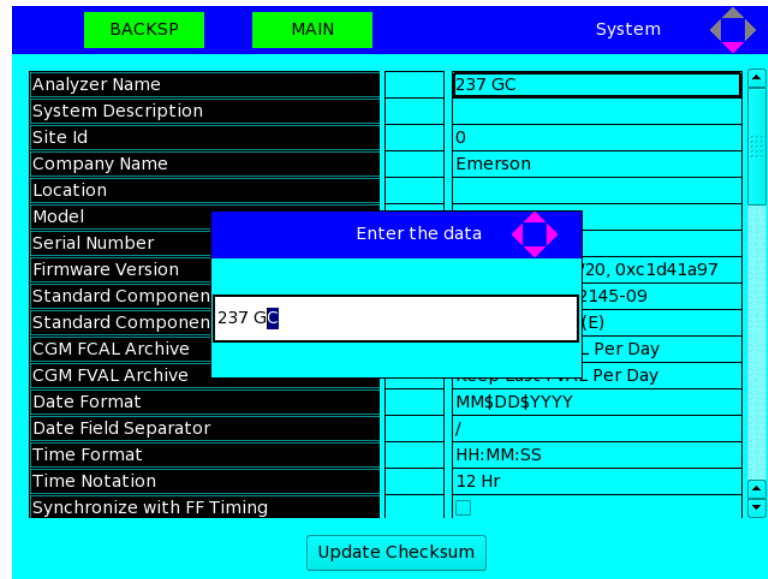 BACKSP MAIN System
Analyzer Name 237 GC
System Description
Site Id 0
Company Name Emerson
Location
Model
Serial Number
Enter the data
Firmware Version /20, 0xc1d41a97
Standard Componen 2145-09
237 GC
Standard Componen (E)
CGM FCAL Archive Per Day
CGM FVAL Archive Keep Last FVAL Per Day
Date Format MM$DD$YYYY
Date Field Separator /
Time Format HH:MM:SS
Time Notation 12 Hr
Synchronize with FF Timing
Update Checksum